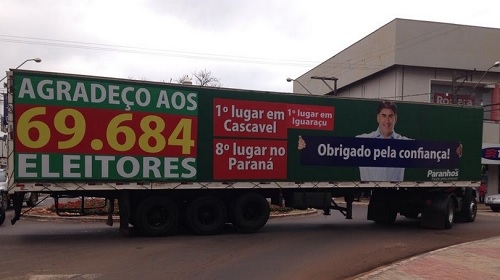 AGRADEÇO AOS
69.684
ELEITORES
1º lugar em
Cascavel
1º lugar em
Iguaraçu
8º lugar no
Paraná
Obrigado pela confiança!
Paranhos